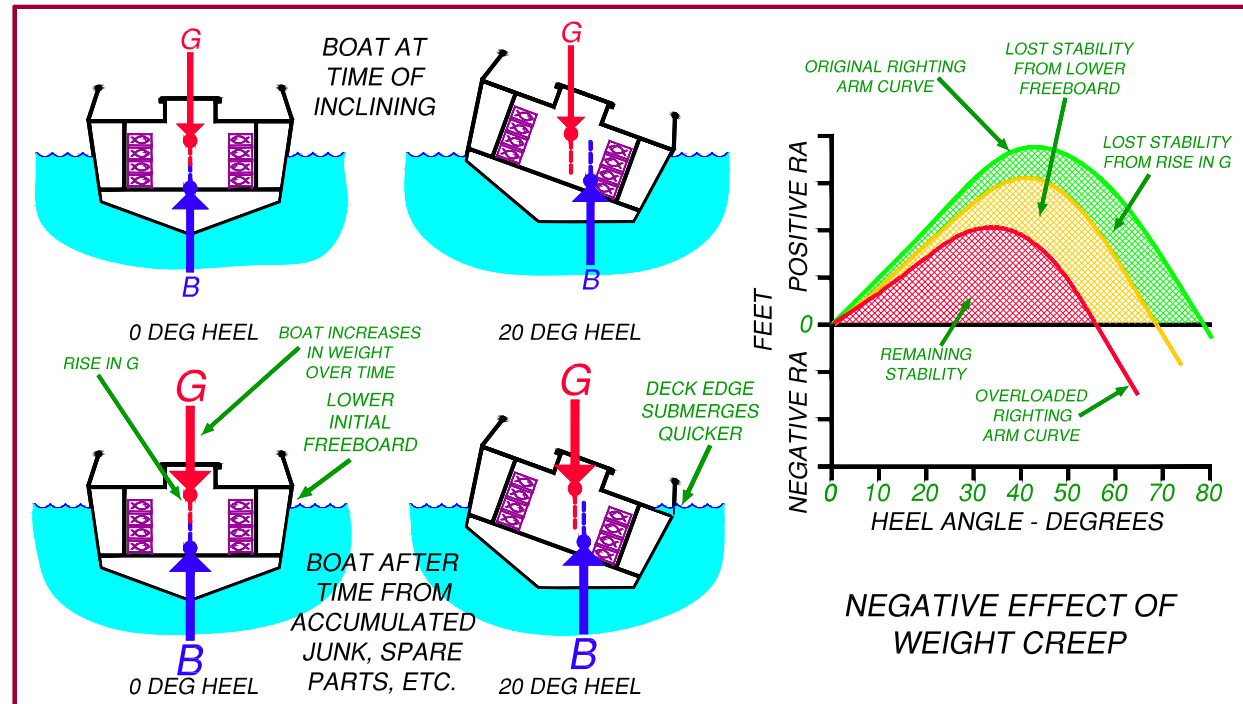 G
BOAT AT
TIME OF
INCLINING
B
0 DEG HEEL
G
B
20 DEG HEEL
RISE IN G
BOAT INCREASES
IN WEIGHT
OVER TIME
G
LOWER
INITIAL
FREEBOARD
B
0 DEG HEEL
BOAT AFTER
TIME FROM
ACCUMULATED
JUNK, SPARE
PARTS, ETC.
G
DECK EDGE
SUBMERGES
QUICKER
B
20 DEG HEEL
ORIGINAL RIGHTING
ARM CURVE
LOST STABILITY
FROM LOWER
FREEBOARD
LOST STABILITY
FROM RISE IN G
FEET
POSITIVE RA
0
NEGATIVE RA
REMAINING
STABILITY
OVERLOADED
RIGHTING
ARM CURVE
0 10 20 30 40 50 60 70 80
HEEL ANGLE - DEGREES
NEGATIVE EFFECT OF
WEIGHT CREEP